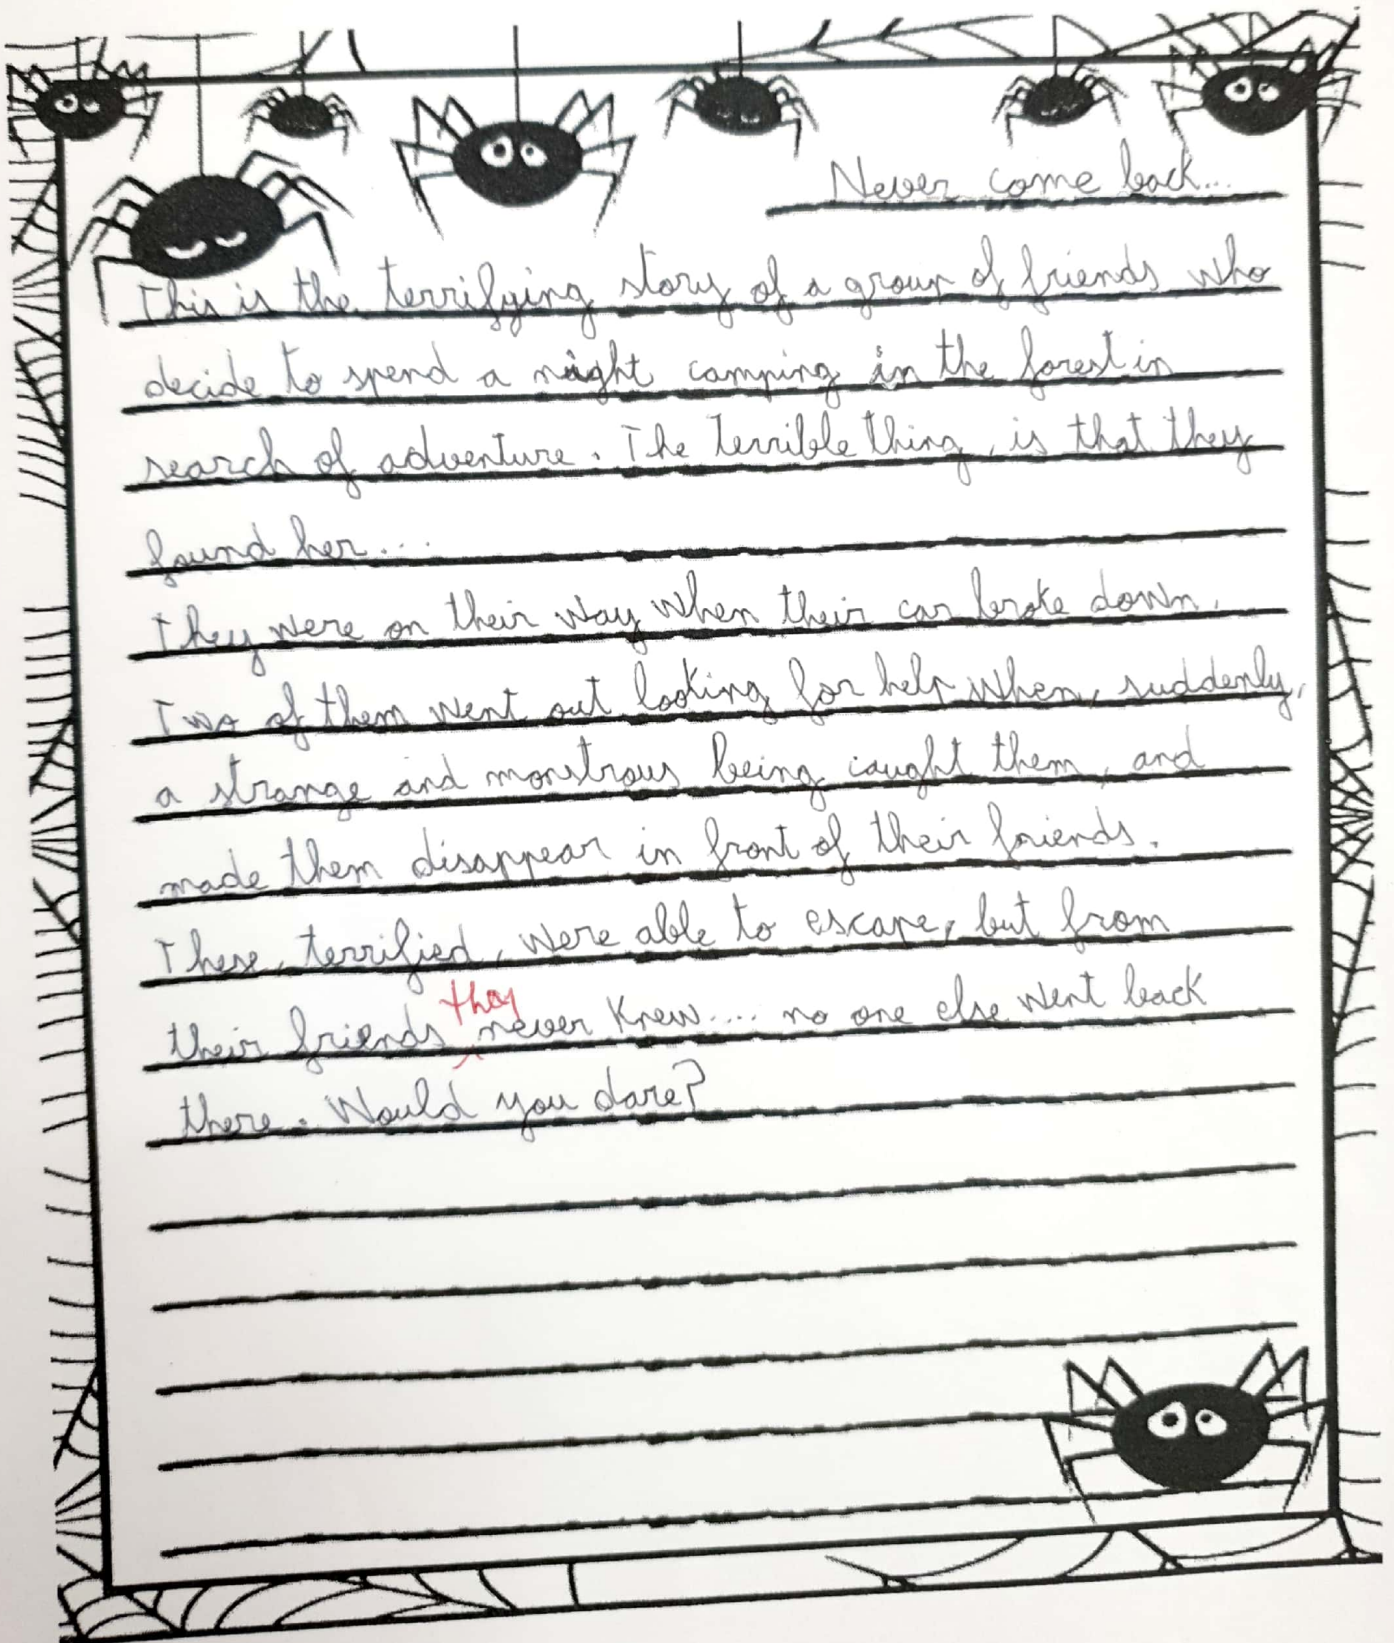 Never come back...
This is the terrifying story of a group of friends who
decide to spend a night camping in the forest in
search of adventure. The terrible thing, is that they
found her...
They were on their way when their car broke down.
Two of them went out looking for help when, suddenly,
a strange and monstrous being caught them, and
made them disappear in front of their friends.
These, terrified, were able to escape, but from
they
their friends never knew.... no one else went back
there. Would you dare?